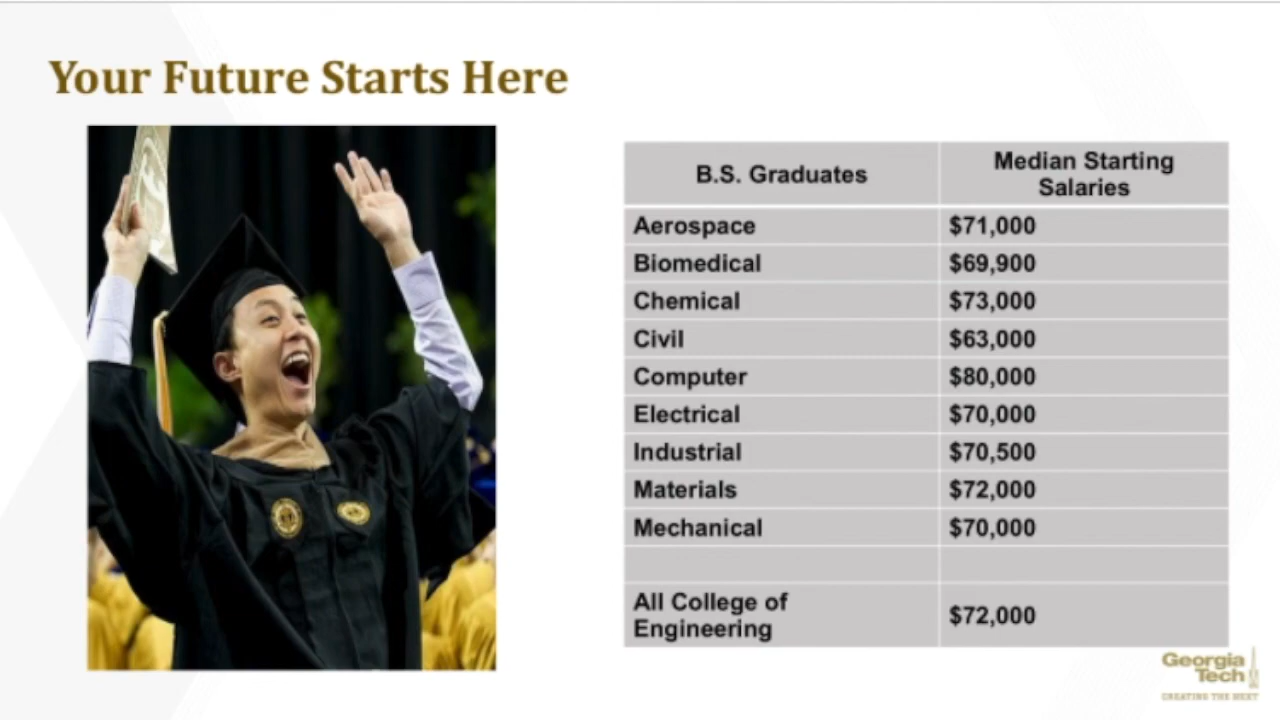 Your Future Starts Here
B.S. Graduates
Median Starting
Salaries
Aerospace $71,000
Biomedical $69,900
Chemical $73,000
Civil $63,000
Computer $80,000
Electrical $70,000
Industrial $70,500
Materials $72,000
Mechanical $70,000
All College of
Engineering
$72,000
Georgia
Tech
CREATING THE NEXT